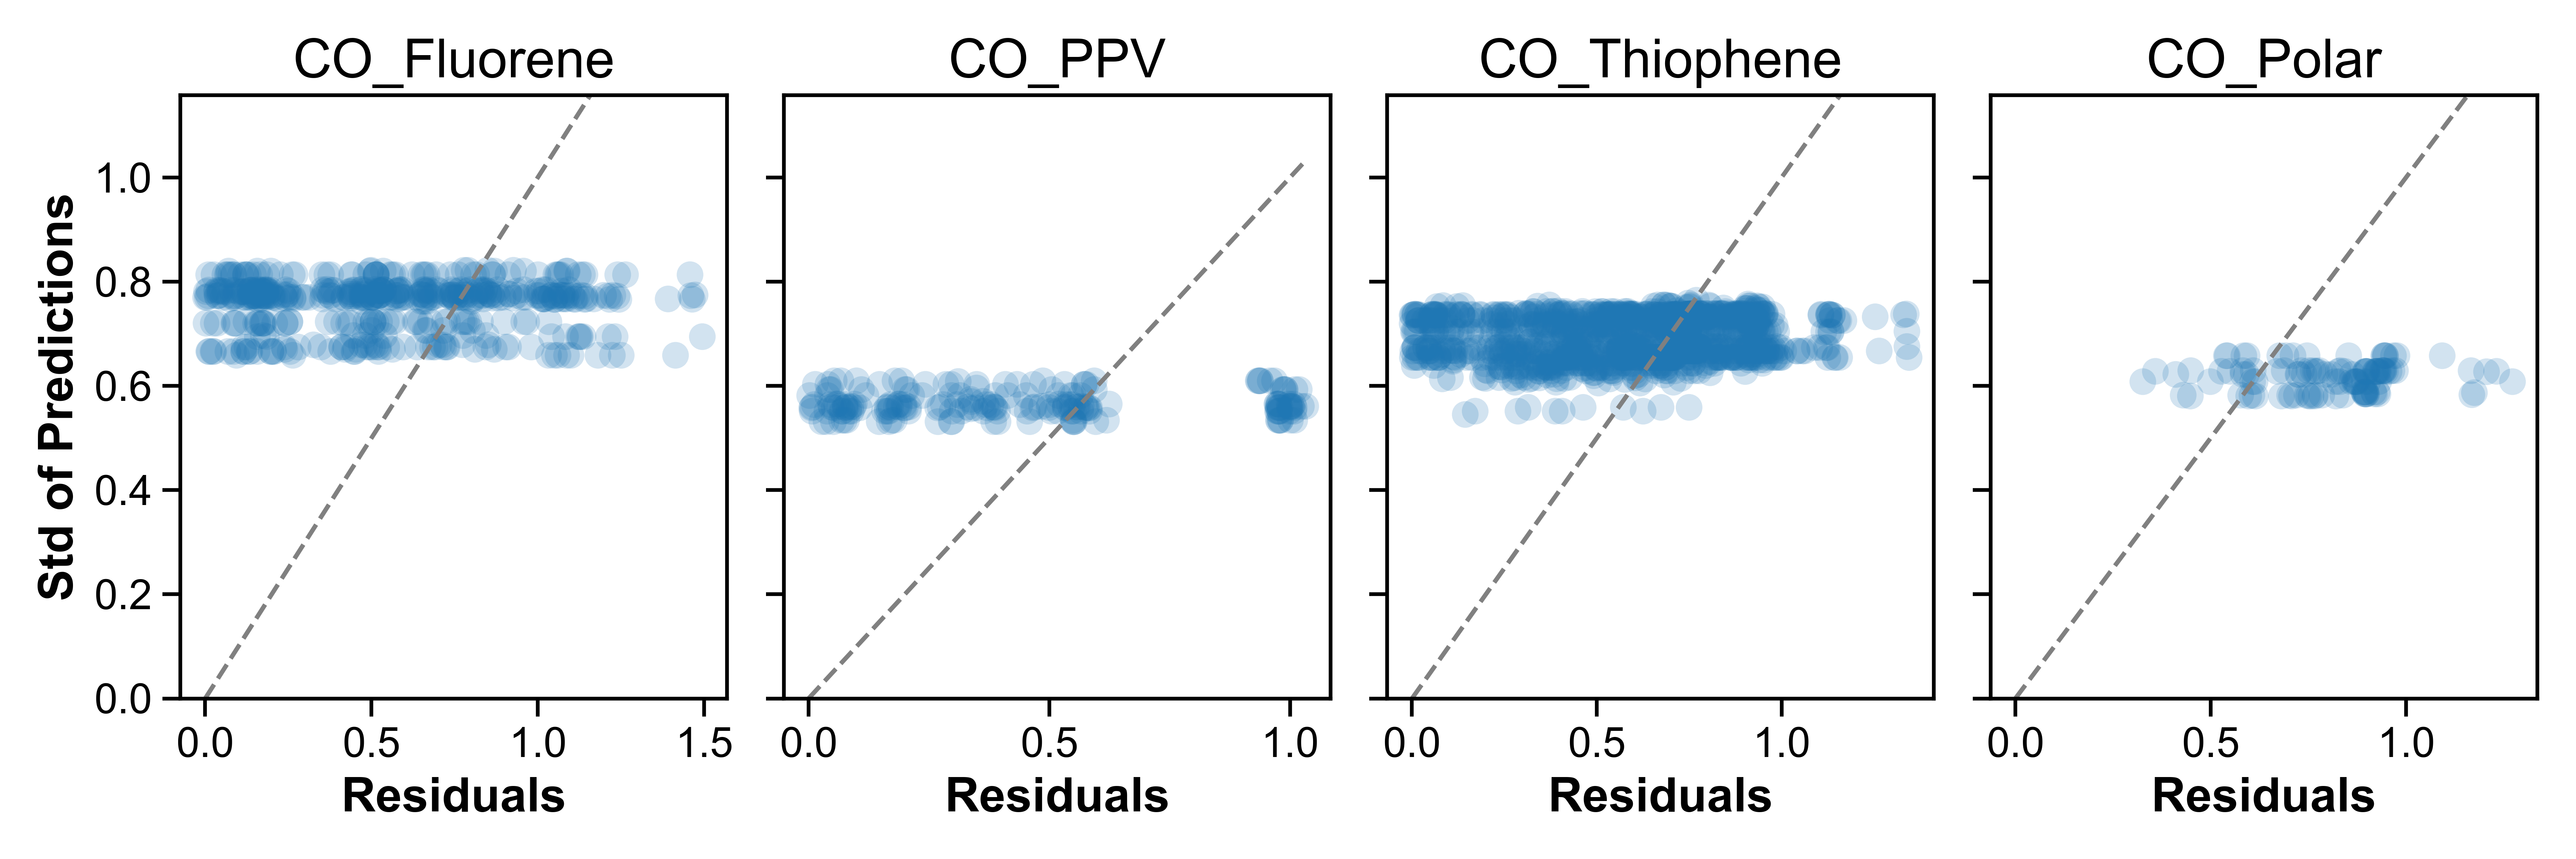 CO_Fluorene
CO_PPV
CO_Thiophene
CO_Polar
Std of Predictions
1.0
0.8
0.6
0.4
0.2
0.0
0.0 0.5 1.0 1.5
0.0 0.5 1.0
0.0 0.5 1.0
0.0 0.5 1.0
Residuals
Residuals
Residuals
Residuals